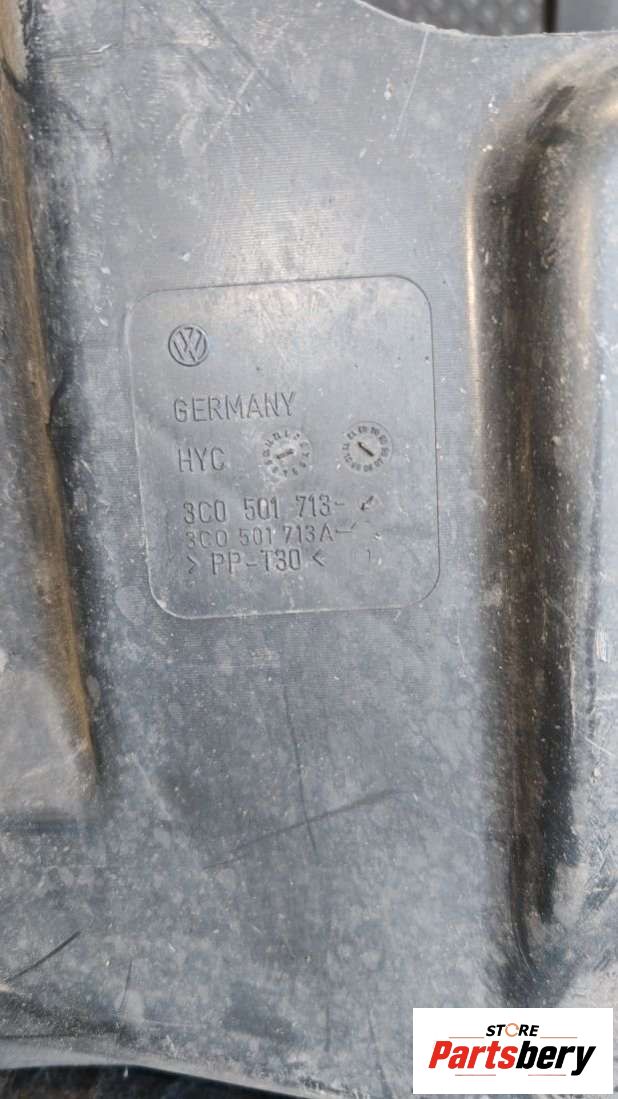 GERMANY
HYC
3C0 501 713-
3C0 501 713A-
> PP-T30 <
STORE
Partsbery